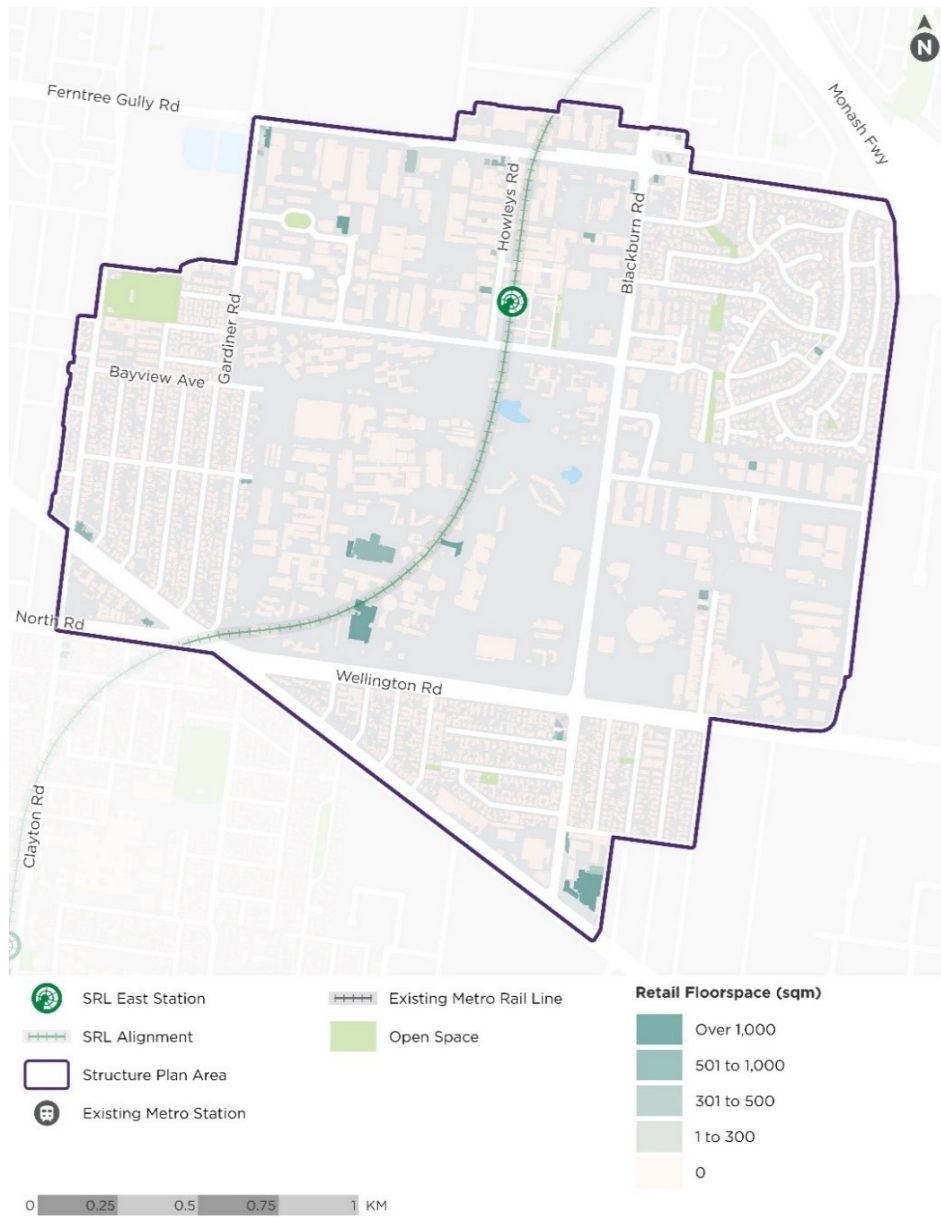 N
Ferntree Gully Rd
Monash Fwy
Howleys Rd
Blackburn Rd
Gardiner Rd
Bayview Ave
North Rd
Wellington Rd
Clayton Rd
SRL East Station
SRL Alignment
Structure Plan Area
Existing Metro Station
Existing Metro Rail Line
Open Space
Retail Floorspace (sqm)
Over 1,000
501 to 1,000
301 to 500
1 to 300
0
0 0.25 0.5 0.75 1 KM